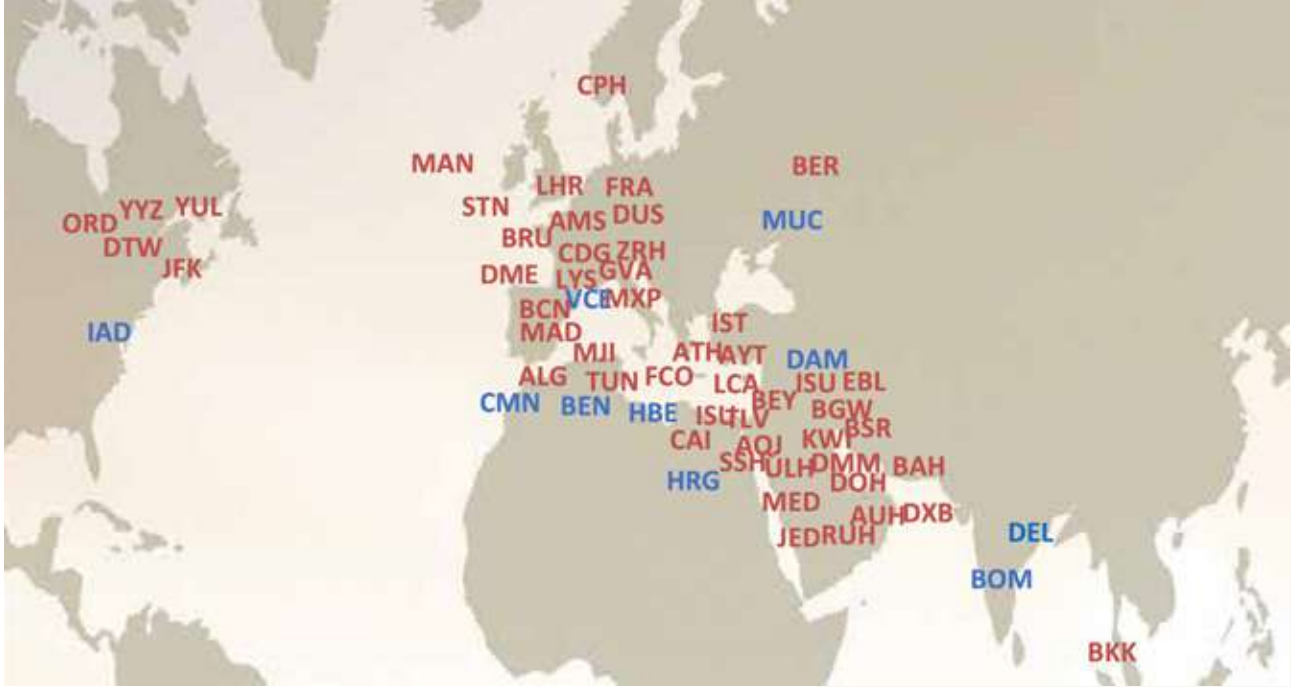 CPH
MAN
BER
LHR
FRA
STN
AMS
DUS
MUC
ORD
YYZ
YUL
DTW
JFK
BRU
CDG
ZRH
DME
LYS
GVA
VCE
MXP
BCN
MAD
IAD
IST
MJI
ATH
AYT
DAM
ALG
TUN
FCO
LCA
ISU
EBL
CMN
BEN
HBE
BEY
ISU
TLV
BGW
BSR
CAI
AQJ
KWI
SSH
ULH
DMM
BAH
HRG
DOH
MED
AUH
DXB
JED
RUH
DEL
BOM
BKK